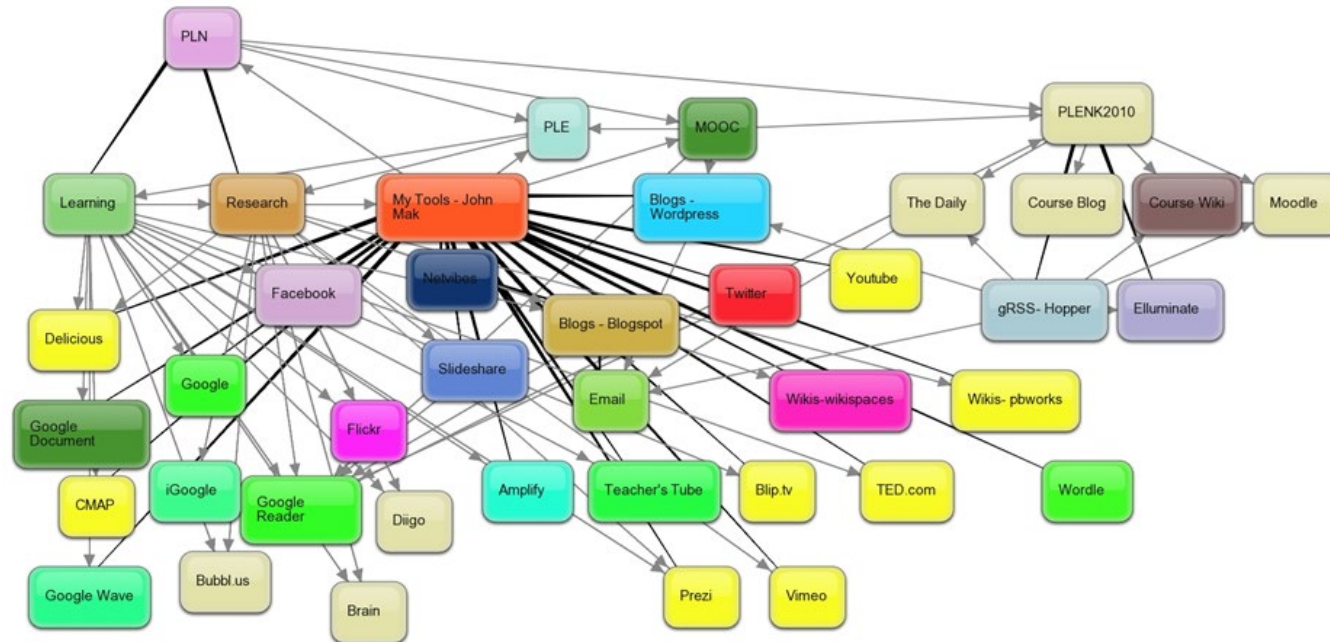 PLN
PLENK2010
PLE
MOOC
Learning
Research
My Tools - John
Mak
Blogs -
Wordpress
The Daily
Course Blog
Course Wiki
Moodle
Facebook
Netvibes
Twitter
Youtube
gRSS- Hopper
Elluminate
Delicious
Blogs - Blogspot
Google
Slideshare
Email
Wikis-wikispaces
Wikis- pbworks
Google
Document
Flickr
CMAP
iGoogle
Google
Reader
Diigo
Amplify
Teacher's Tube
Blip.tv
TED.com
Wordle
Google Wave
Bubbl.us
Brain
Prezi
Vimeo